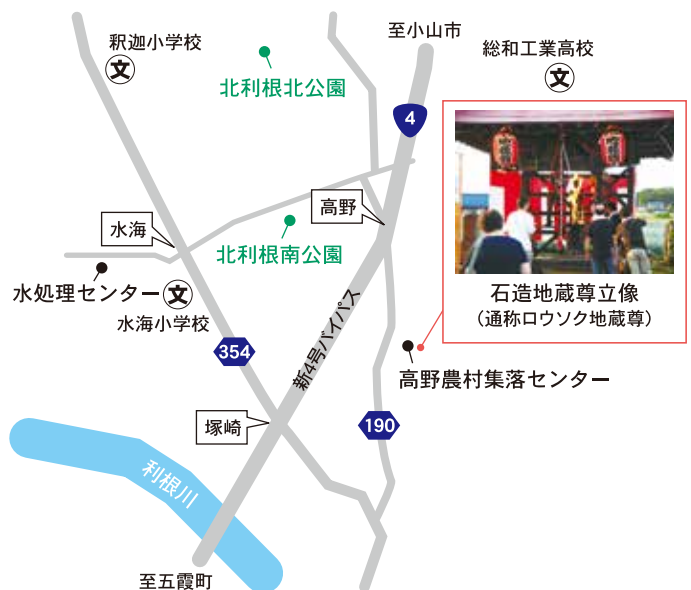 釈迦小学校
文
北利根北公園
至小山市
総和工業高校
文
4
高野
水海
北利根南公園
石造地蔵尊立像
（通称ロウソク地蔵尊）
水処理センター
文
水海小学校
新4号バイパス
354
高野農村集落センター
塚崎
190
利根川
至五霞町